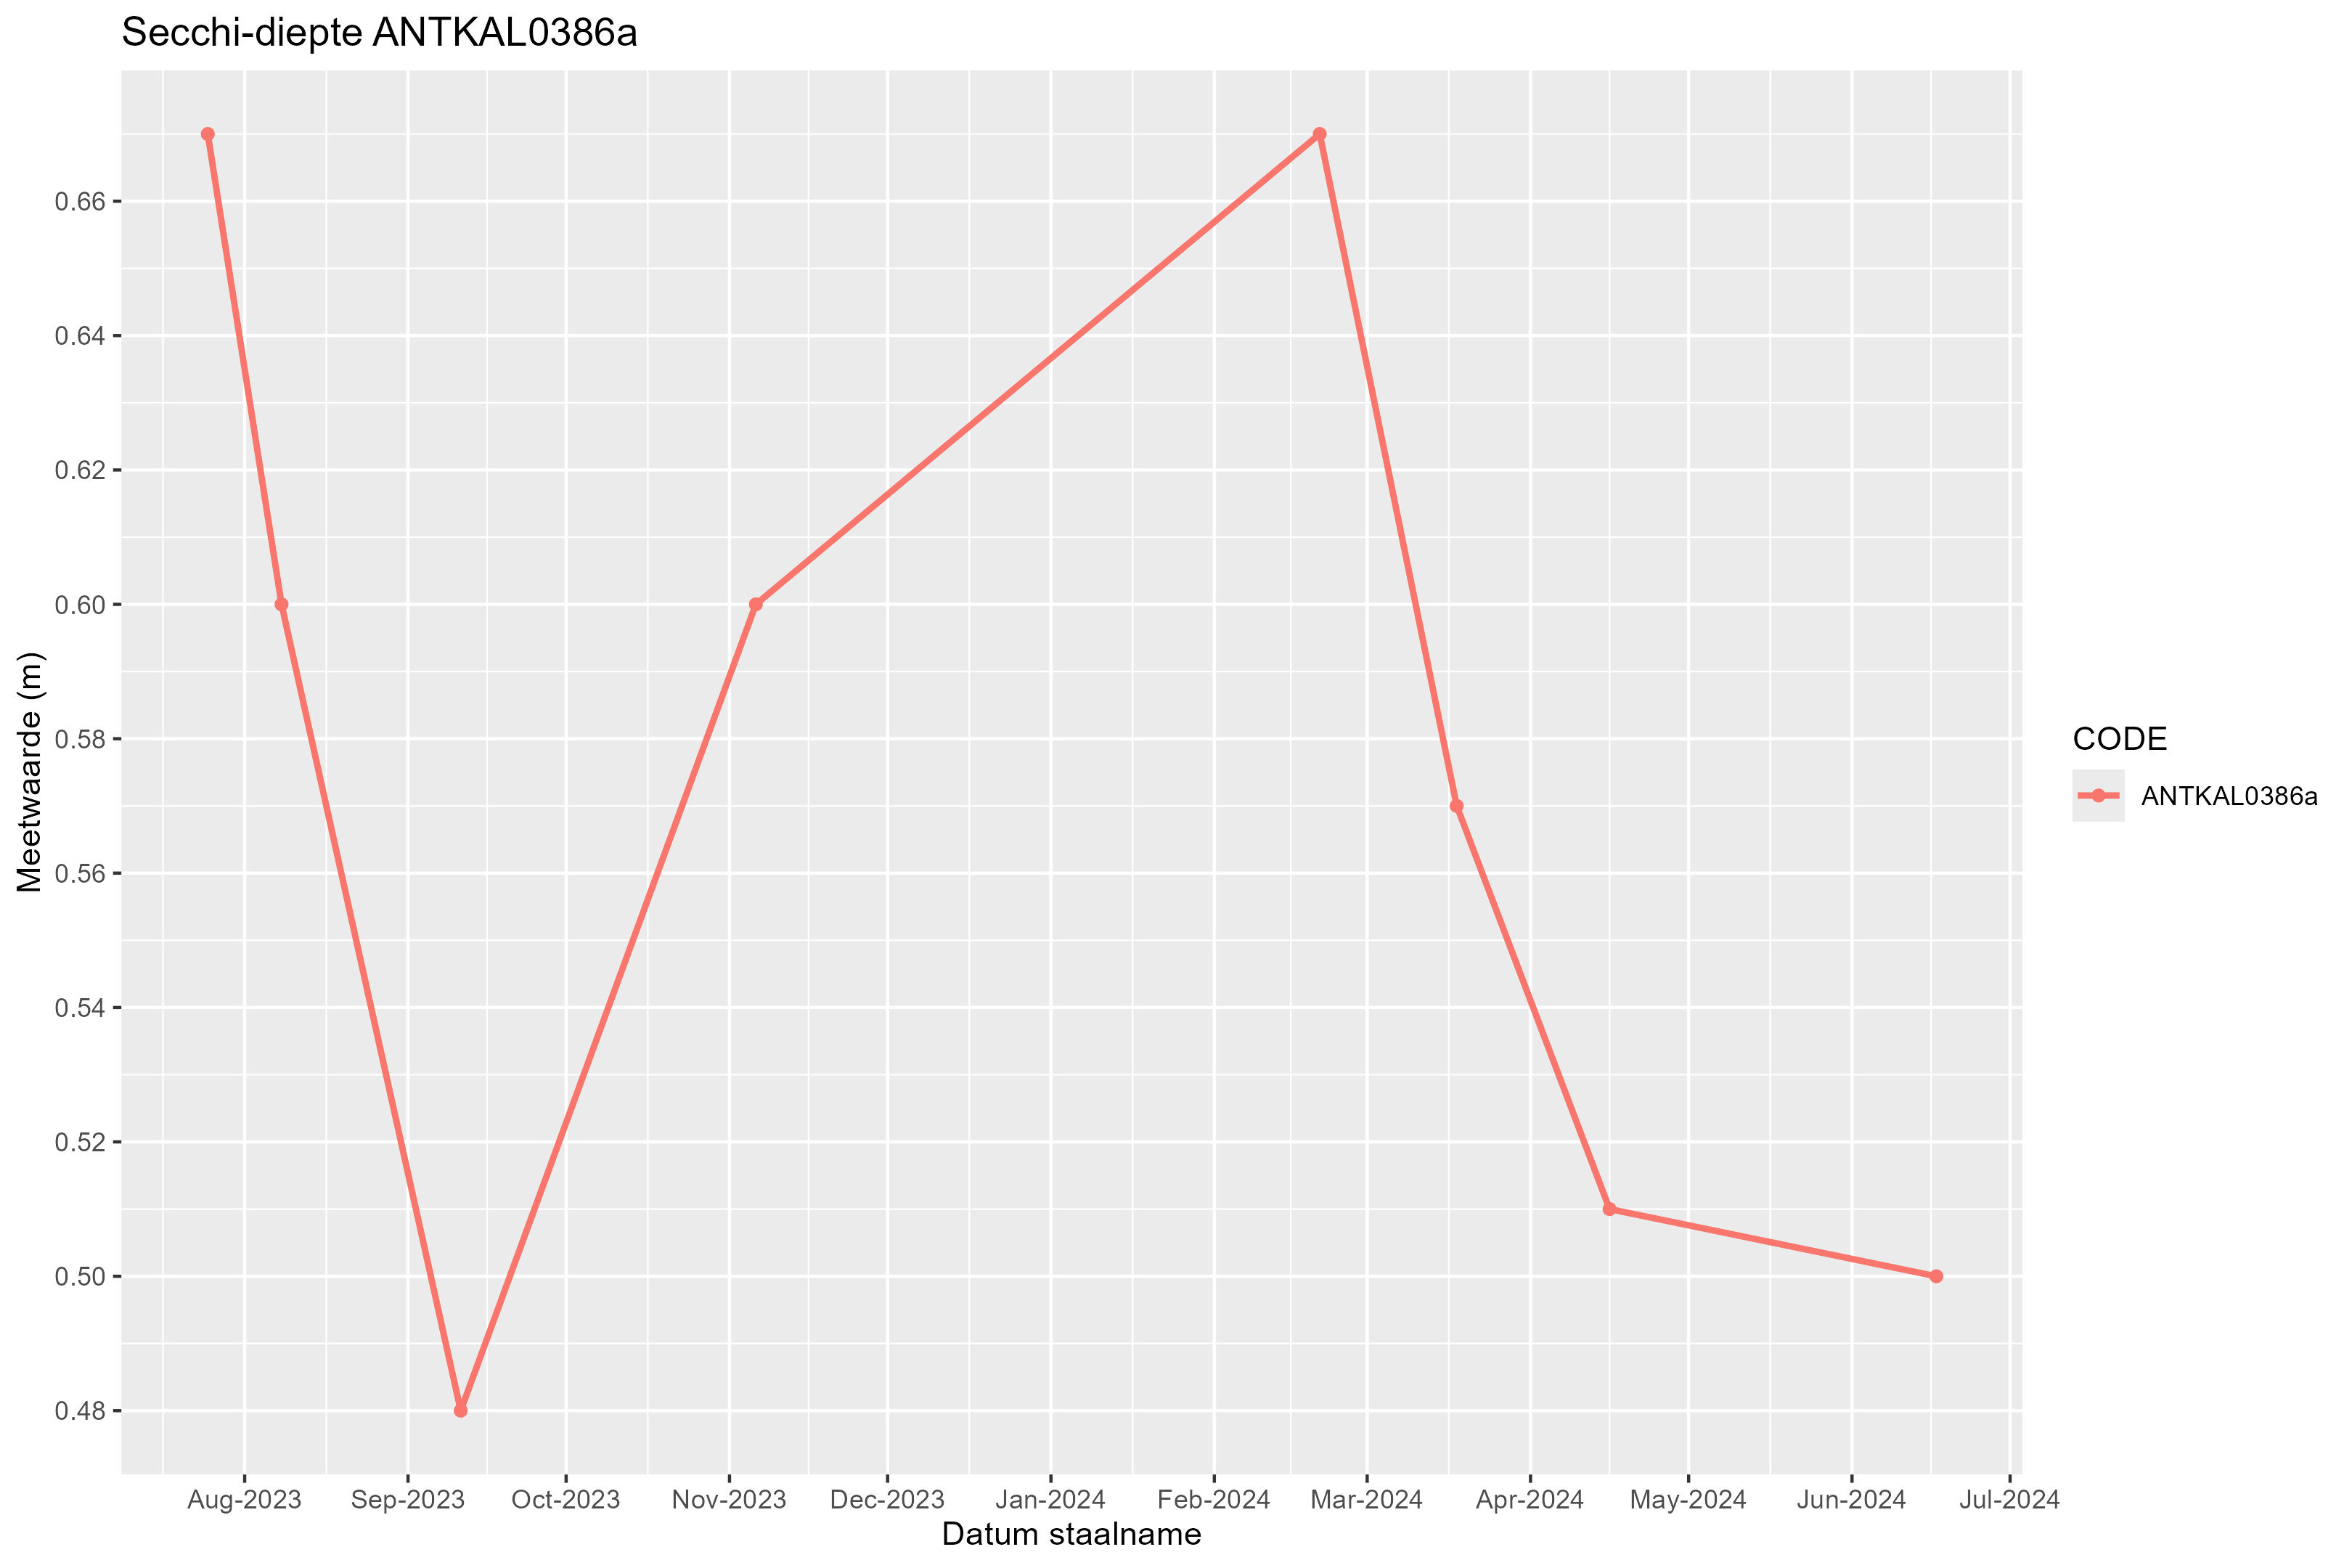 Secchi-diepte ANTKAL0386a
Meetwaarde (m)
0.66
0.64
0.62
0.60
0.58
0.56
0.54
0.52
0.50
0.48
Aug-2023 Sep-2023 Oct-2023 Nov-2023 Dec-2023 Jan-2024 Feb-2024 Mar-2024 Apr-2024 May-2024 Jun-2024 Jul-2024
Datum staalname
CODE
ANTKAL0386a